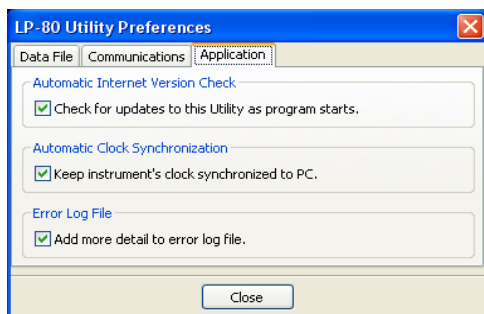 LP-80 Utility Preferences
Data File Communications Application
Automatic Internet Version Check
Check for updates to this Utility as program starts.
Automatic Clock Synchronization
Keep instrument's clock synchronized to PC.
Error Log File
Add more detail to error log file.
Close